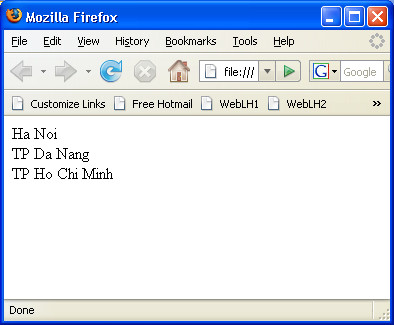 Mozilla Firefox
File Edit View History Bookmarks Tools Help
file:/// G Google
Customize Links Free Hotmail WebLH1 WebLH2 »
Ha Noi
TP Da Nang
TP Ho Chi Minh
Done